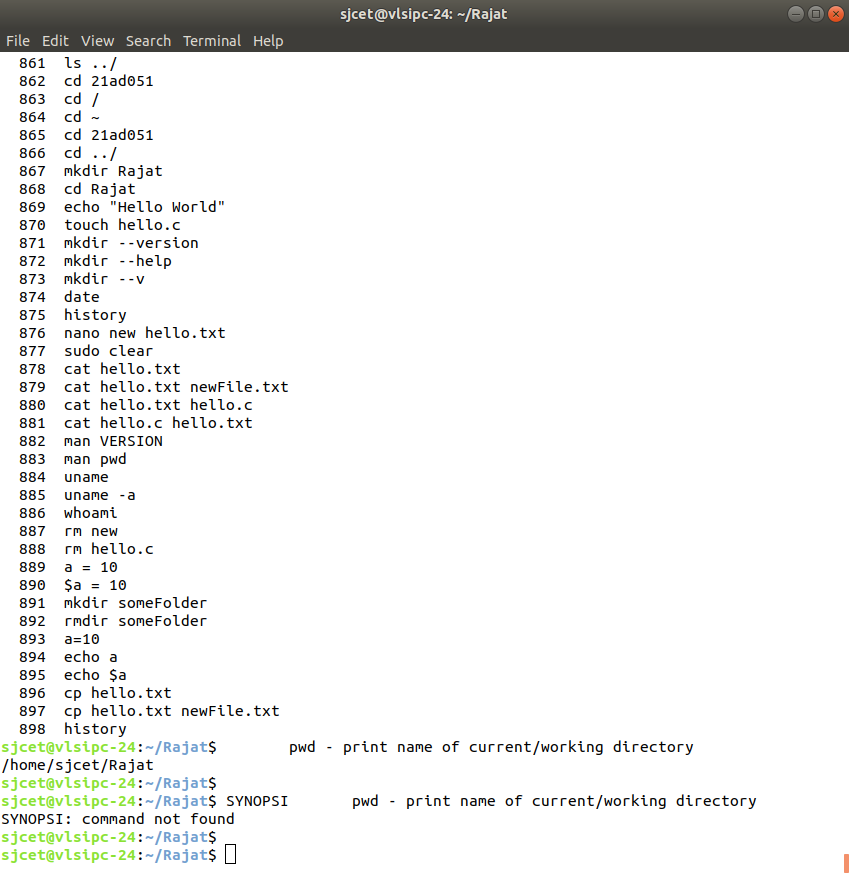 sjcet@vlsipc-24: ~/Rajat
File Edit View Search Terminal Help
861 ls ../
862 cd 21ad051
863 cd /
864 cd ~
865 cd 21ad051
866 cd ../
867 mkdir Rajat
868 cd Rajat
869 echo "Hello World"
870 touch hello.c
871 mkdir --version
872 mkdir --help
873 mkdir --v
874 date
875 history
876 nano new hello.txt
877 sudo clear
878 cat hello.txt
879 cat hello.txt newFile.txt
880 cat hello.txt hello.c
881 cat hello.c hello.txt
882 man VERSION
883 man pwd
884 uname
885 uname -a
886 whoami
887 rm new
888 rm hello.c
889 a = 10
890 $a = 10
891 mkdir someFolder
892 rmdir someFolder
893 a=10
894 echo a
895 echo $a
896 cp hello.txt
897 cp hello.txt newFile.txt
898 history
sjcet@vlsipc-24:~/Rajat$        pwd - print name of current/working directory
/home/sjcet/Rajat
sjcet@vlsipc-24:~/Rajat$
sjcet@vlsipc-24:~/Rajat$ SYNOPSI       pwd - print name of current/working directory
SYNOPSI: command not found
sjcet@vlsipc-24:~/Rajat$
sjcet@vlsipc-24:~/Rajat$